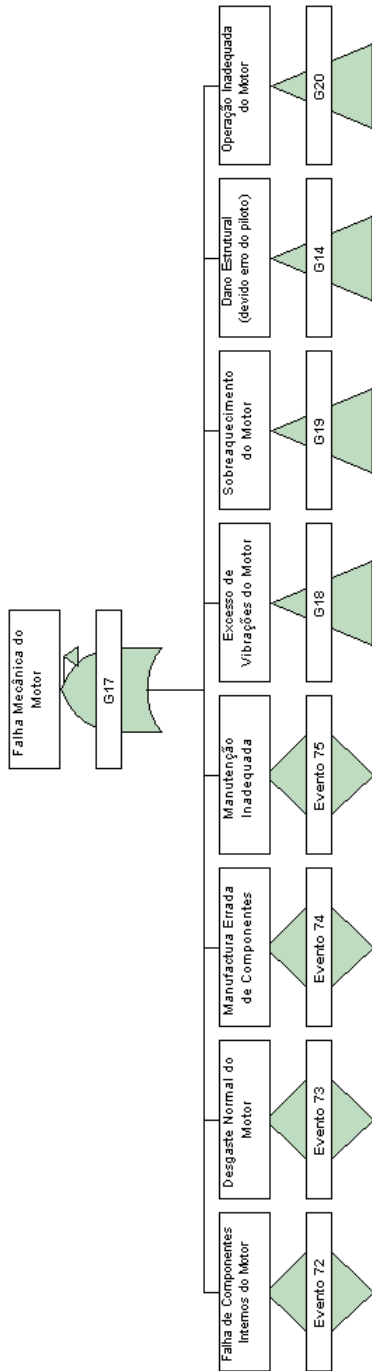 Falha Mecânica do
Motor
G17
Falha de Componentes
Internos do Motor
Evento 72
Desgaste Normal do
Motor
Evento 73
Manufactura Errada
de Componentes
Evento 74
Manutenção
Inadequada
Evento 75
Excesso de
Vibrações do Motor
G18
Sobreaquecimento
do Motor
G19
Dano Estrutural
(devido erro do piloto)
G14
Operação Inadequada
do Motor
G20